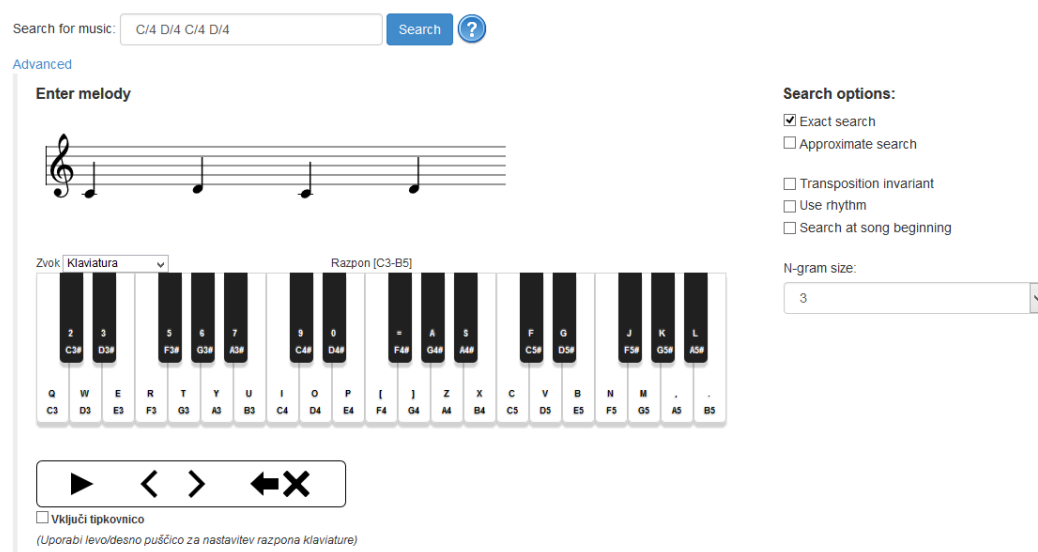 Search for music: C/4 D/4 C/4 D/4 Search ?
Advanced
Enter melody
Search options:
Exact search
Approximate search
Transposition invariant
Use rhythm
Search at song beginning
N-gram size:
3
Zvok Klaviatura Razpon [C3-B5]
2 3 5 6 7 9 0 = A S F G J K L
C3# D3# F3# G3# A3# C4# D4# F4# G4# A4# C5# D5# F5# G5# A5#
Q W E R T Y U I O P [ ] Z X C V B N M , .
C3 D3 E3 F3 G3 A3 B3 C4 D4 E4 F4 G4 A4 B4 C5 D5 E5 F5 G5 A5 B5
Vključi tipkovnico
(Uporabi levo/desno puščico za nastavitev razpona klaviature)